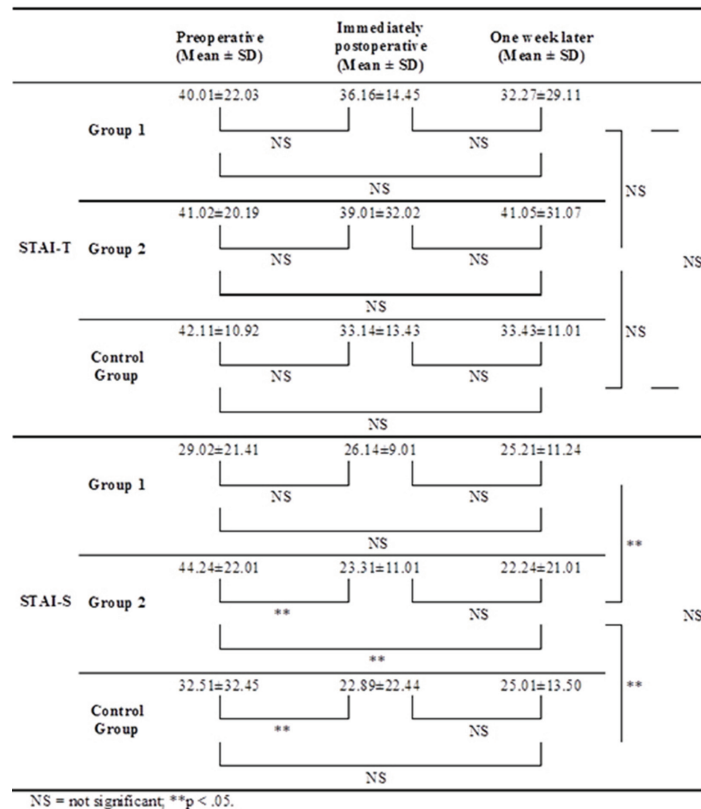 Preoperative (Mean ± SD) Immediately postoperative (Mean ± SD) One week later (Mean ± SD)
40.01±22.03 36.16±14.45 32.27±29.11
Group 1
NS NS
NS
NS
41.02±20.19 39.01±32.02 41.05±31.07
STAI-T Group 2
NS NS
NS
NS
NS
42.11±10.92 33.14±13.43 33.43±11.01
Control Group
NS NS
NS
29.02±21.41 26.14±9.01 25.21±11.24
Group 1
NS NS
NS
**
44.24±22.01 23.31±11.01 22.24±21.01
STAI-S Group 2
** NS
NS
**
32.51±32.45 22.89±22.44 25.01±13.50
**
Control Group
** NS
NS
NS = not significant; **p < .05.